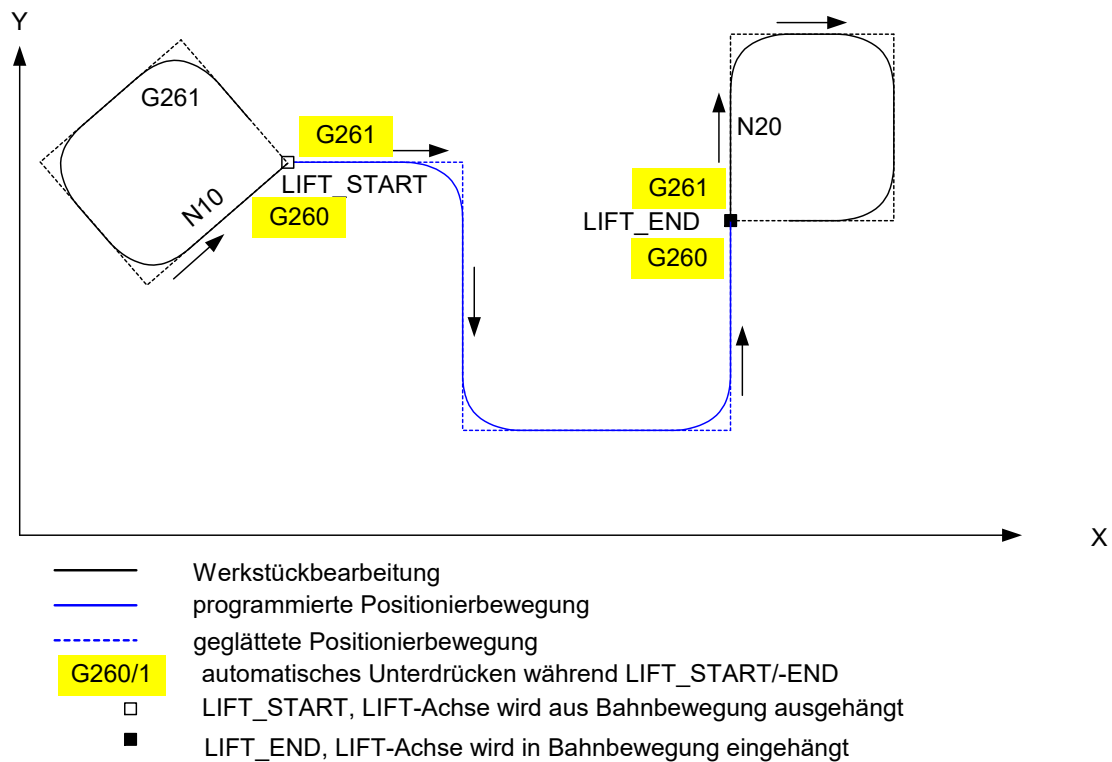 Y
G261
G261
N20
LIFT_START
G261
N10
G260
LIFT_END
G260
X
Werkstückbearbeitung
programmierte Positionierbewegung
geglättete Positionierbewegung
G260/1 automatisches Unterdrücken während LIFT_START/-END
LIFT_START, LIFT-Achse wird aus Bahnbewegung ausgehängt
LIFT_END, LIFT-Achse wird in Bahnbewegung eingehängt